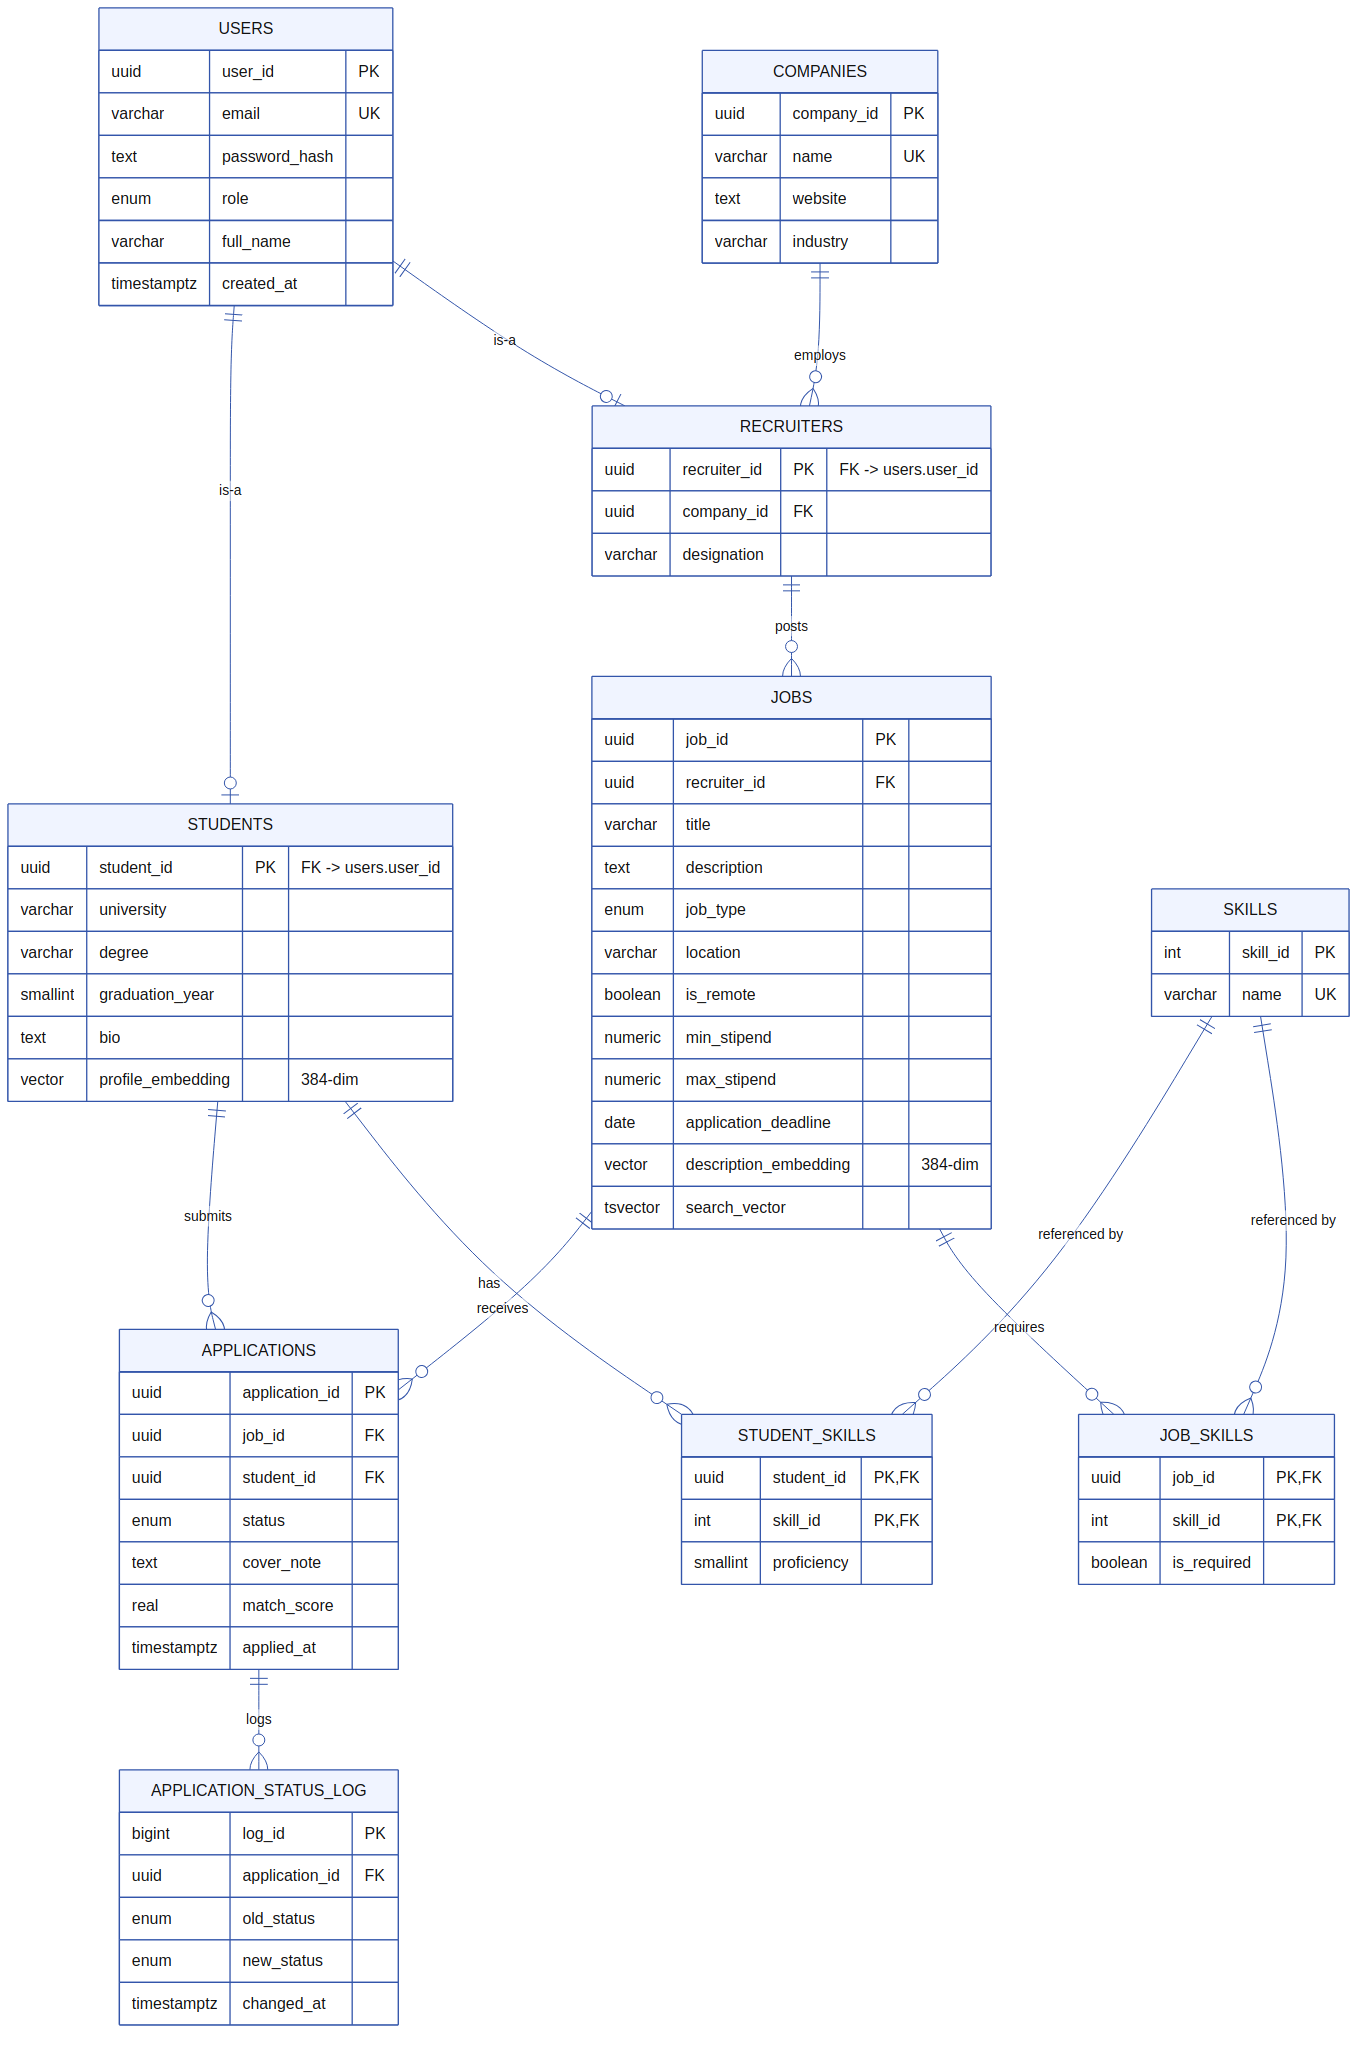 USERS
uuid user_id PK
varchar email UK
text password_hash
enum role
varchar full_name
timestamptz created_at
COMPANIES
uuid company_id PK
varchar name UK
text website
varchar industry
is-a
employs
RECRUITERS
uuid recruiter_id PK FK -> users.user_id
uuid company_id FK
varchar designation
is-a
posts
JOBS
uuid job_id PK
uuid recruiter_id FK
varchar title
text description
enum job_type
varchar location
boolean is_remote
numeric min_stipend
numeric max_stipend
date application_deadline
vector description_embedding 384-dim
tsvector search_vector
STUDENTS
uuid student_id PK FK -> users.user_id
varchar university
varchar degree
smallint graduation_year
text bio
vector profile_embedding 384-dim
SKILLS
int skill_id PK
varchar name UK
submits
has
receives
referenced by
referenced by
requires
APPLICATIONS
uuid application_id PK
uuid job_id FK
uuid student_id FK
enum status
text cover_note
real match_score
timestamptz applied_at
STUDENT_SKILLS
uuid student_id PK,FK
int skill_id PK,FK
smallint proficiency
JOB_SKILLS
uuid job_id PK,FK
int skill_id PK,FK
boolean is_required
logs
APPLICATION_STATUS_LOG
bigint log_id PK
uuid application_id FK
enum old_status
enum new_status
timestamptz changed_at